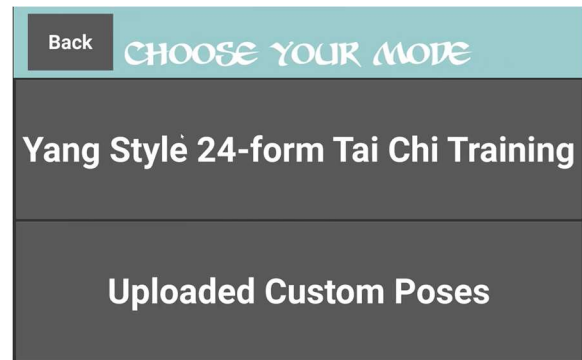 Back
CHOOSE YOUR MODE
Yang Style 24-form Tai Chi Training
Uploaded Custom Poses